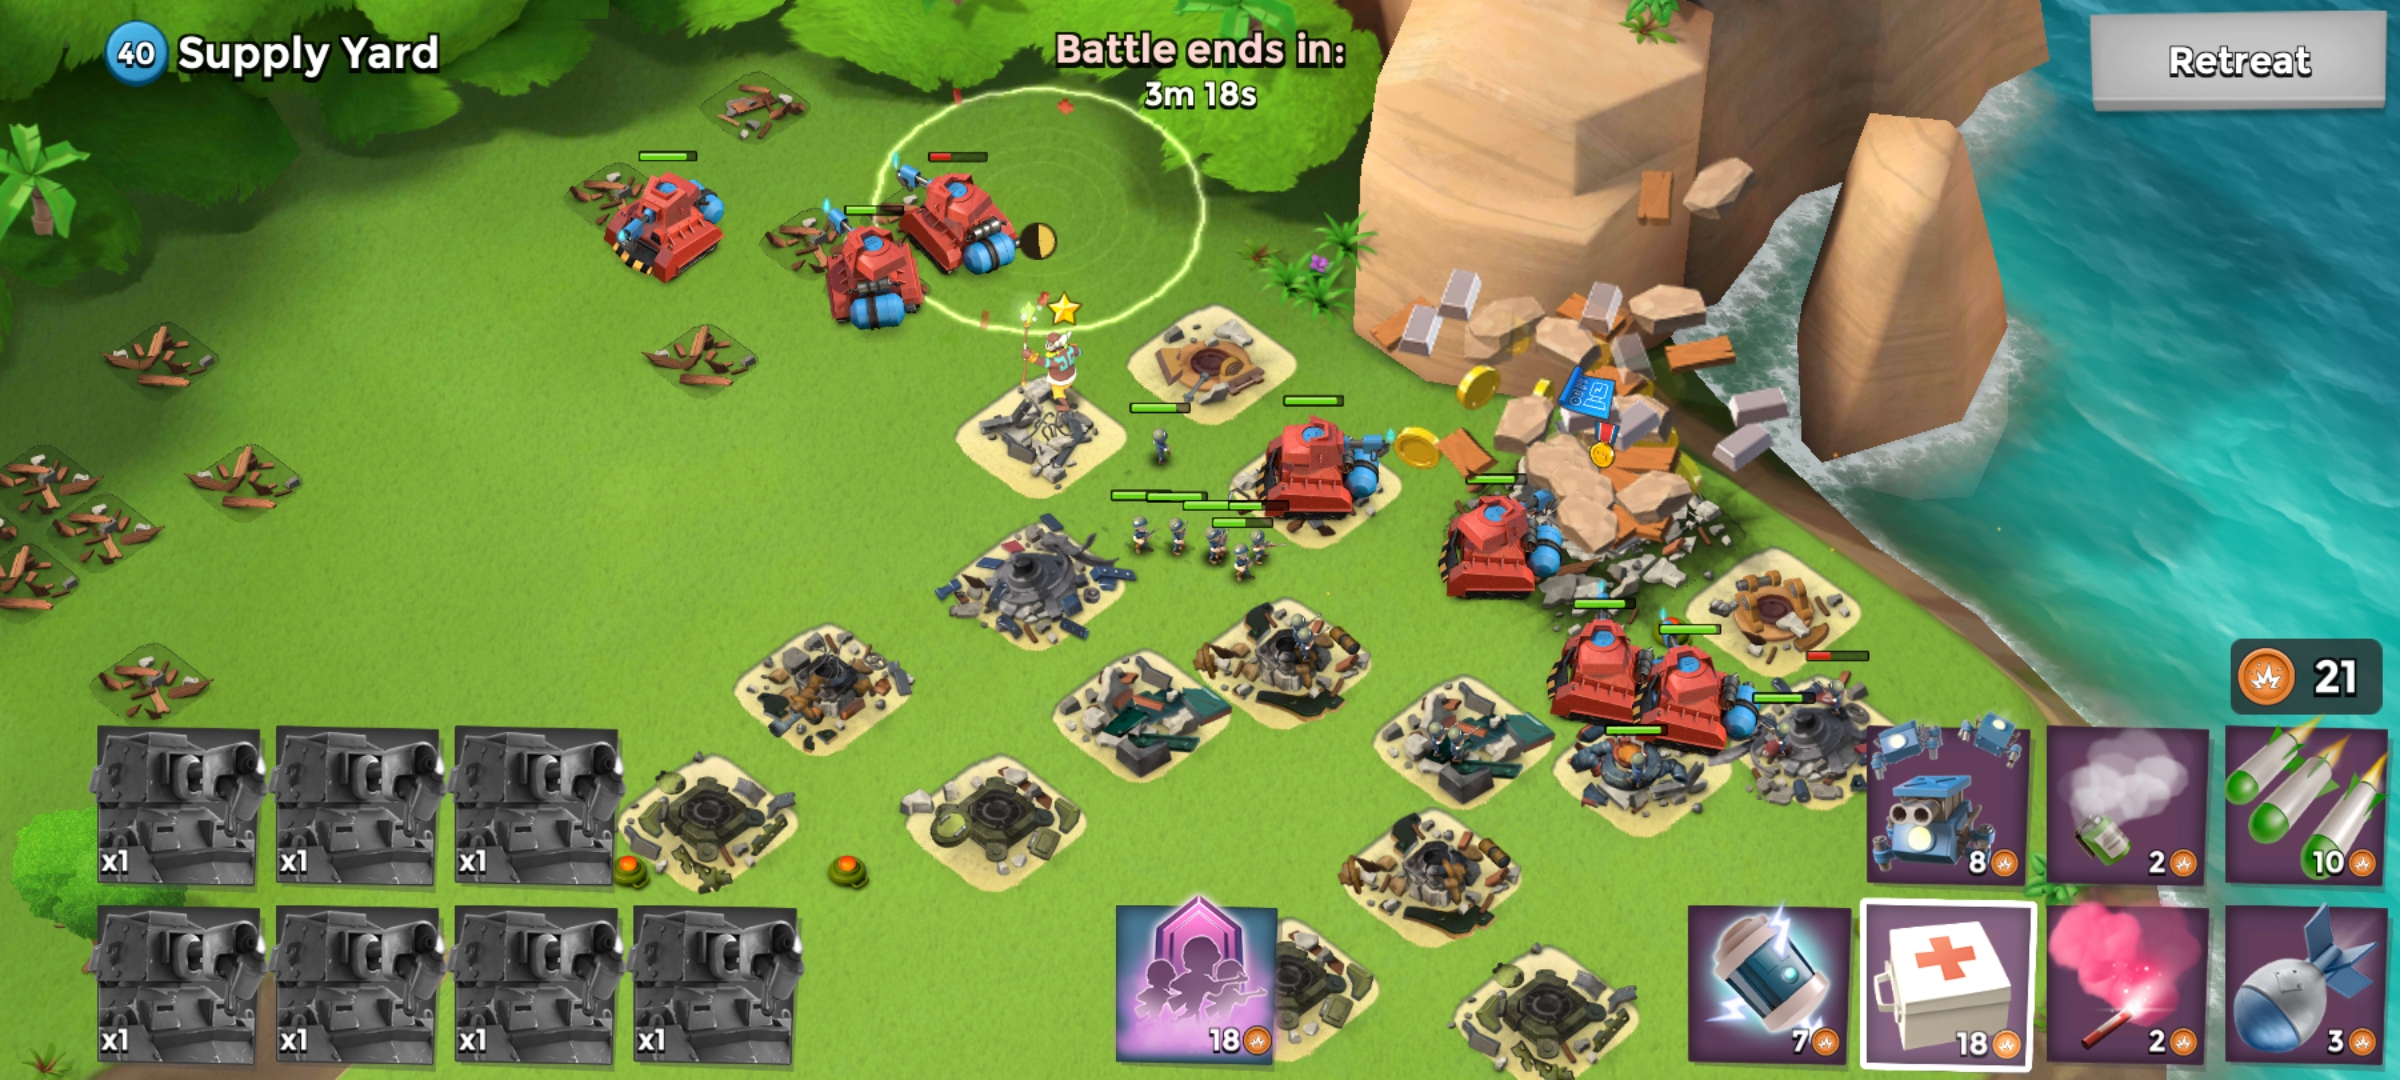 40 Supply Yard
Battle ends in:
3m 18s
Retreat
21
x1
x1
x1
8
2
10
x1
x1
x1
x1
18
7
18
2
3